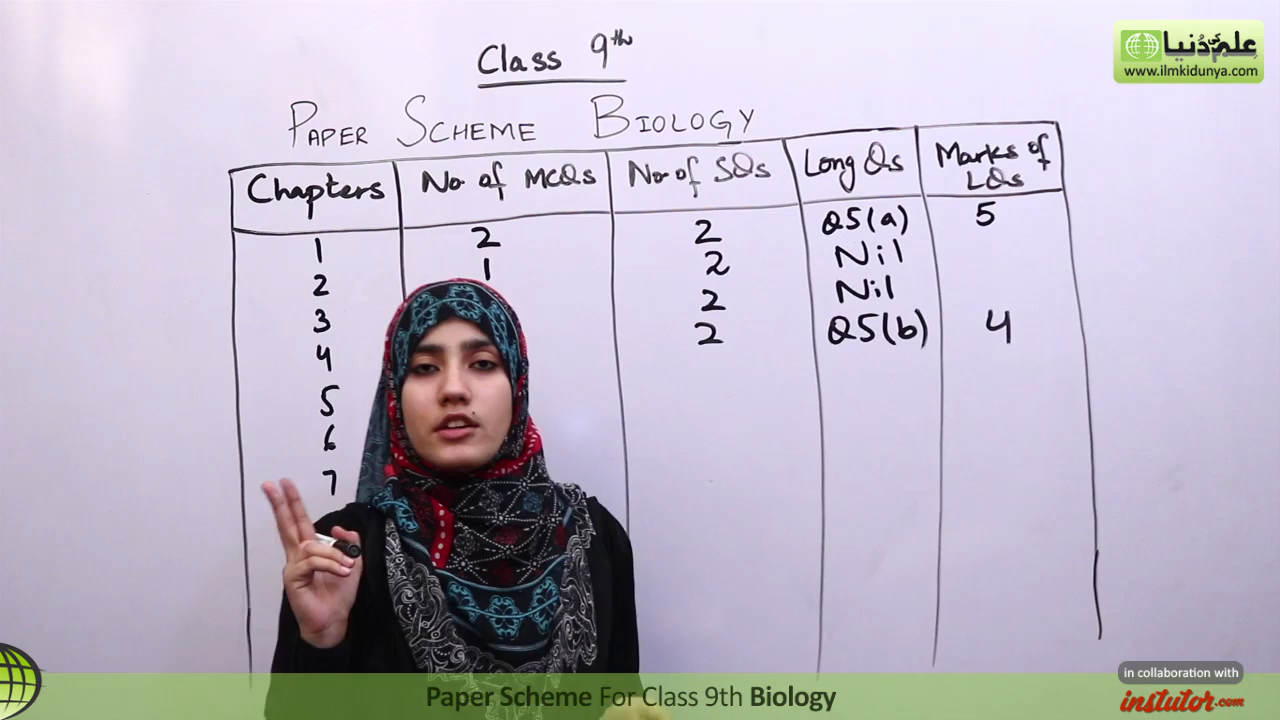 علم کی دُنیا
www.ilmkidunya.com
Class 9th
PAPER SCHEME BIOLOGY
Chapters No of MCQs No of SQs Long Qs Marks of LQs
1 2 2 Q5(a) 5
2 1 2 Nil
3 2 Nil
4 2 Q5(b) 4
5
6
7
in collaboration with
instutor.com
Paper Scheme For Class 9th Biology